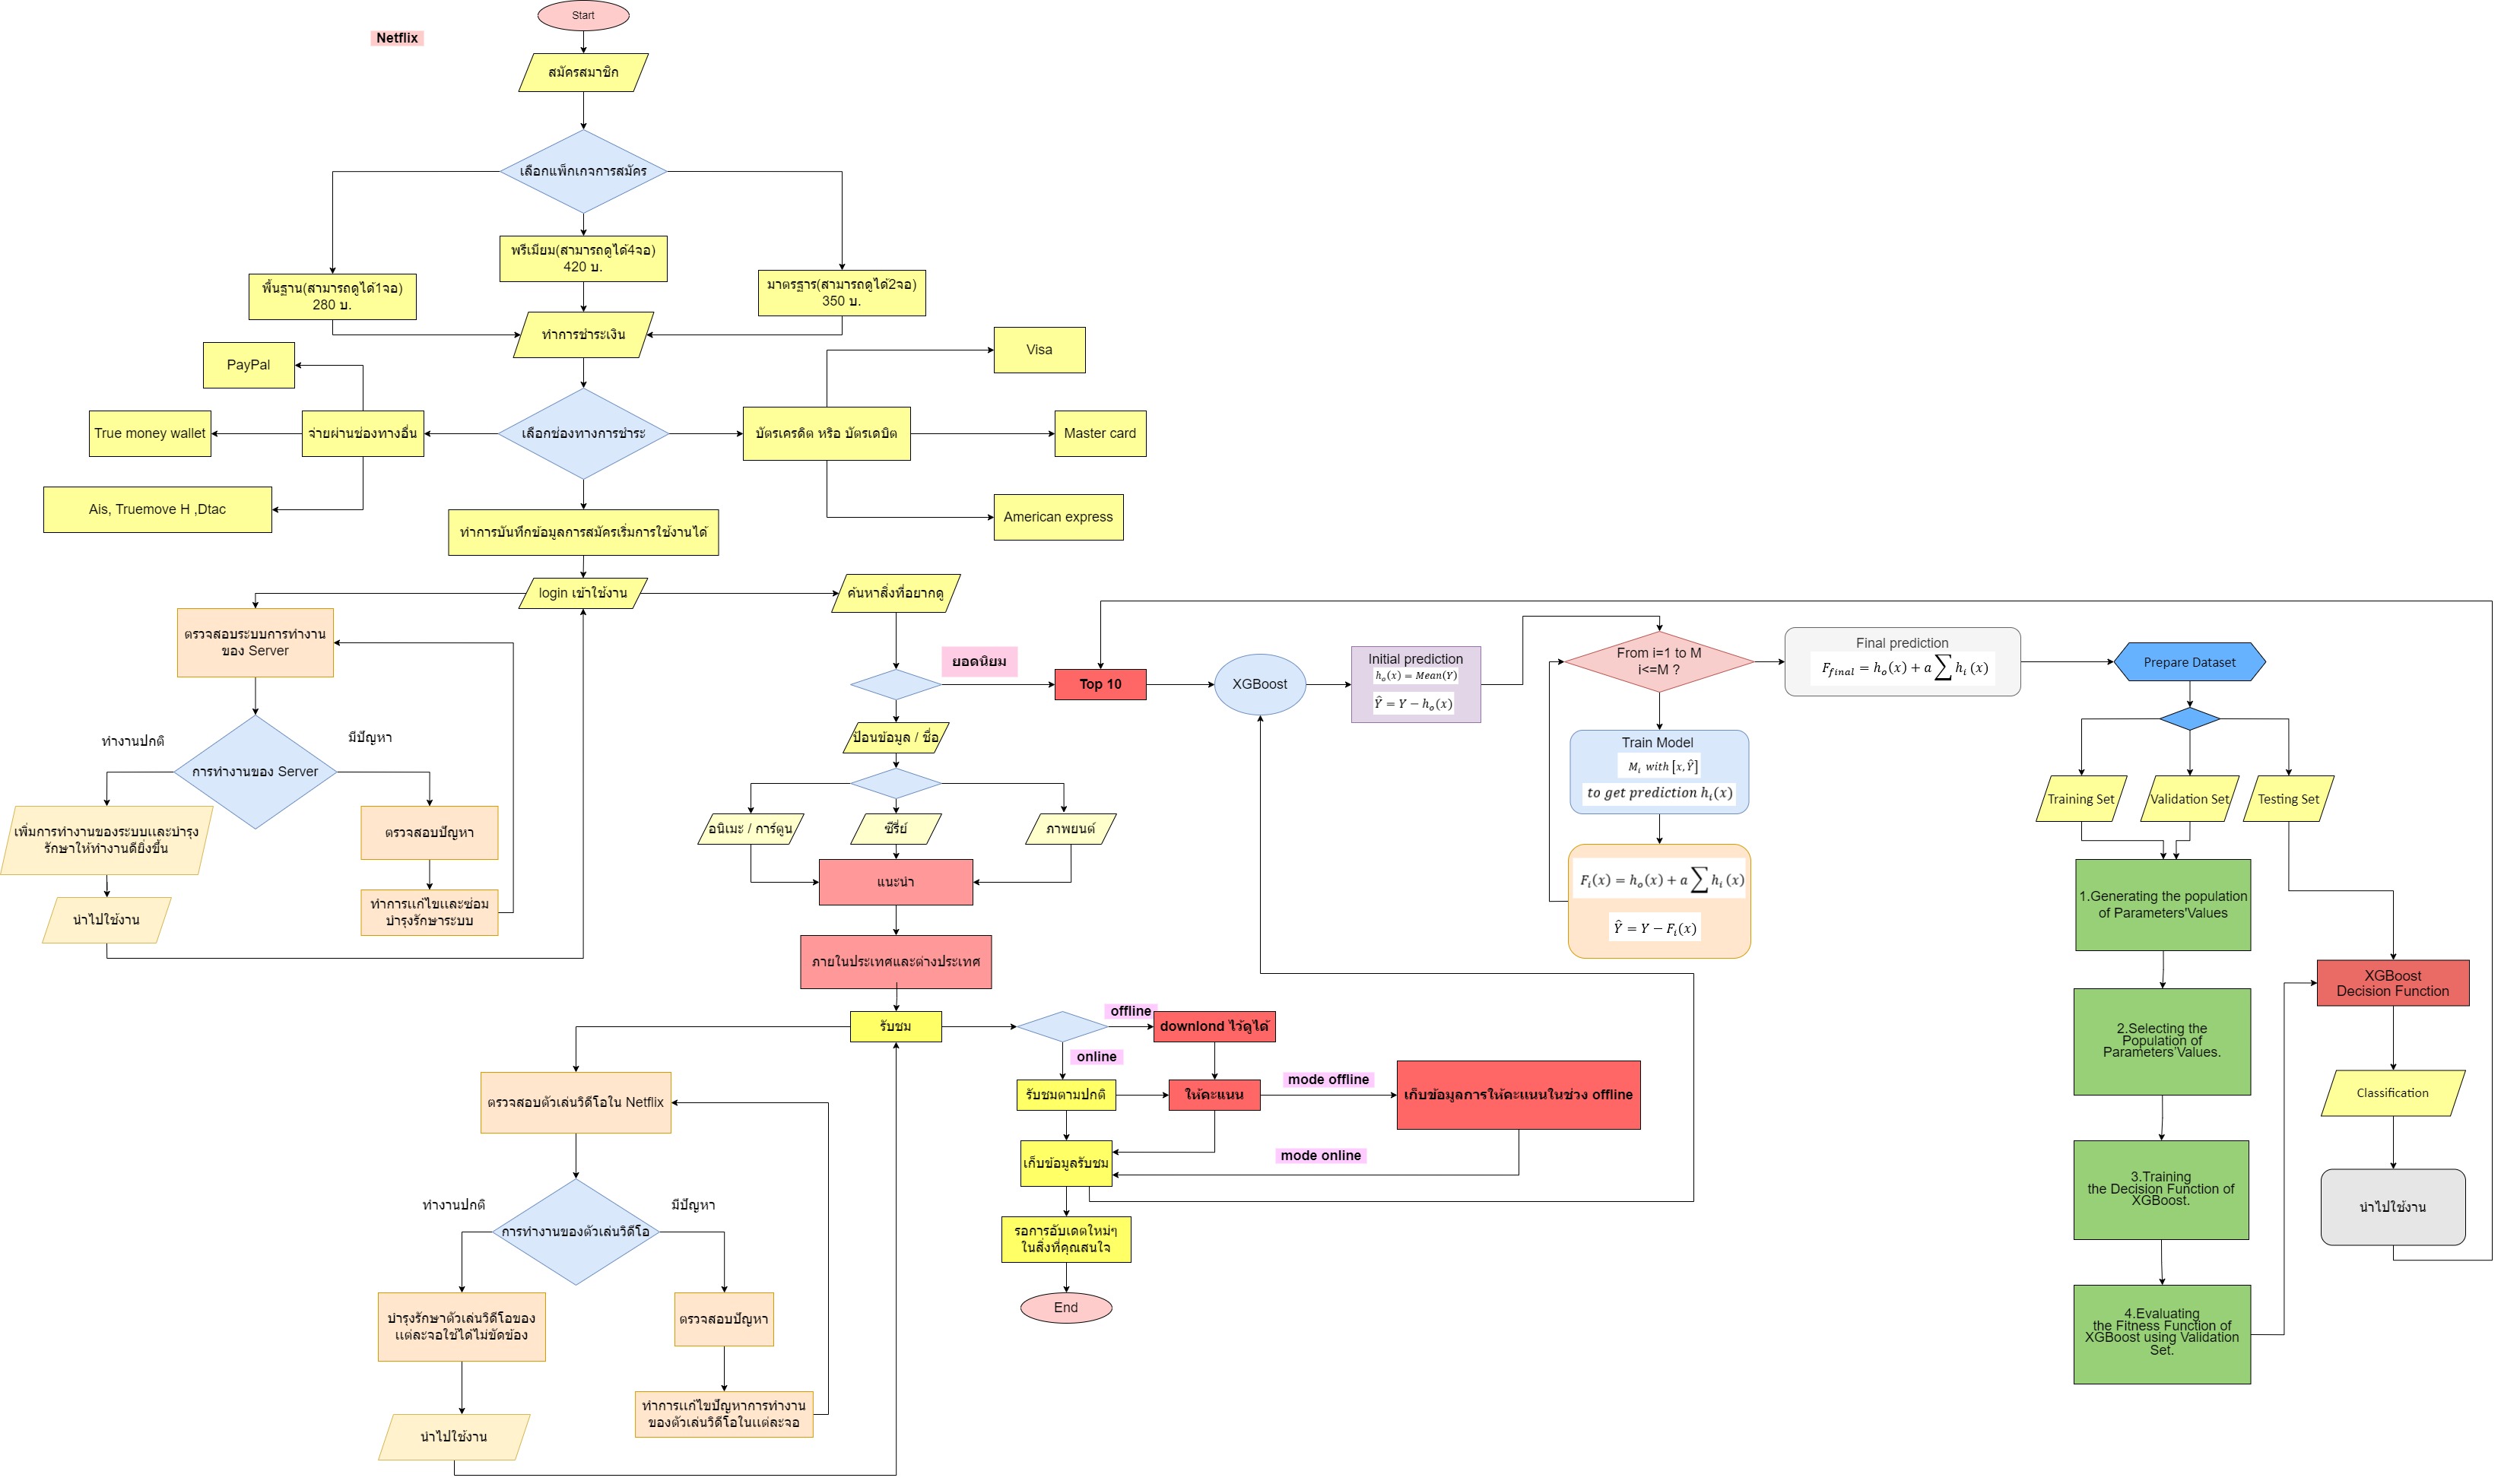 Start
Netflix
สมัครสมาชิก
เลือกแพ็กเกจการสมัคร
พรีเมียม(สามารถดูได้4จอ)
420 บ.
พื้นฐาน(สามารถดูได้1จอ)
280 บ.
มาตรฐาร(สามารถดูได้2จอ)
350 บ.
ทำการชำระเงิน
PayPal
Visa
True money wallet
จ่ายผ่านช่องทางอื่น
เลือกช่องทางการชำระ
บัตรเครดิต หรือ บัตรเดบิต
Master card
Ais, Truemove H ,Dtac
American express
ทำการบันทึกข้อมูลการสมัครเริ่มการใช้งานได้
login เข้าใช้งาน
ค้นหาสิ่งที่อยากดู
ตรวจสอบระบบการทำงาน
ของ Server
ทำงานปกติ
มีปัญหา
การทำงานของ Server
เพิ่มการทำงานของระบบและบำรุง
รักษาให้ทำงานดียิ่งขึ้น
ตรวจสอบปัญหา
นำไปใช้งาน
ทำการแก้ไขและซ่อม
บำรุงรักษาระบบ
ยอดนิยม
Top 10
ป้อนข้อมูล / ชื่อ
อนิเมะ / การ์ตูน
ซีรี่ย์
ภาพยนต์
แนะนำ
ภายในประเทศและต่างประเทศ
รับชม
XGBoost
Initial prediction
h_o(x) = Mean(Y)
Ŷ = Y − h_o(x)
From i=1 to M
i<=M ?
Train Model
M_i with [x, Ŷ]
to get prediction h_i(x)
F_i(x) = h_o(x) + a ∑ h_i (x)
Ŷ = Y − F_i(x)
Final prediction
F_final = h_o(x) + a ∑ h_i (x)
Prepare Dataset
Training Set
Validation Set
Testing Set
1.Generating the population
of Parameters'Values
2.Selecting the
Population of
Parameters'Values.
3.Training
the Decision Function of
XGBoost.
4.Evaluating
the Fitness Function of
XGBoost using Validation
Set.
XGBoost
Decision Function
Classification
นำไปใช้งาน
offline
downlond ไว้ดูได้
online
รับชมตามปกติ
ให้คะแนน
mode offline
เก็บข้อมูลการให้คะแนนในช่วง offline
mode online
เก็บข้อมูลรับชม
รอการอับเดตใหม่ๆ
ในสิ่งที่คุณสนใจ
End
ตรวจสอบตัวเล่นวิดีโอใน Netflix
ทำงานปกติ
มีปัญหา
การทำงานของตัวเล่นวิดีโอ
บำรุงรักษาตัวเล่นวิดีโอของ
แต่ละจอใช้ได้ไม่ขัดข้อง
ตรวจสอบปัญหา
ทำการแก้ไขปัญหาการทำงาน
ของตัวเล่นวิดีโอในแต่ละจอ
นำไปใช้งาน